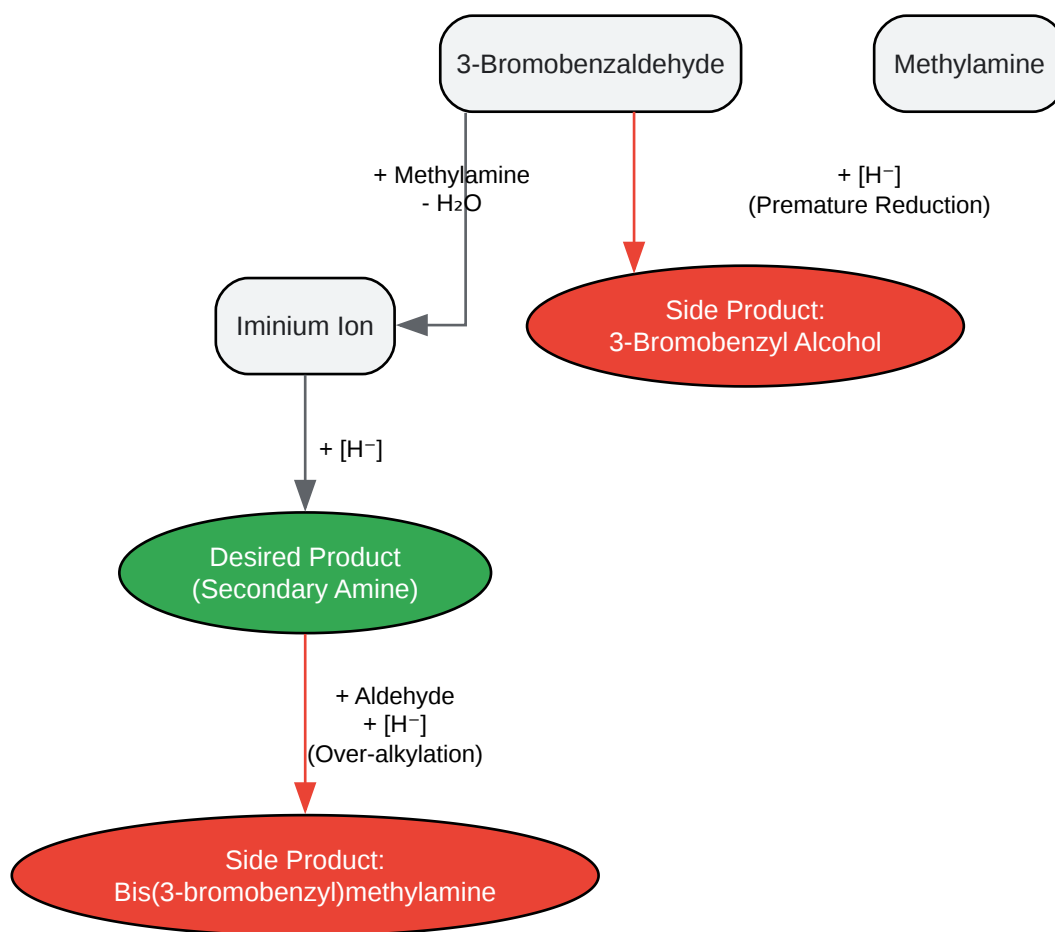 3-Bromobenzaldehyde
Methylamine
+ Methylamine
- H₂O
+ [H⁻]
(Premature Reduction)
Iminium Ion
Side Product:
3-Bromobenzyl Alcohol
+ [H⁻]
Desired Product
(Secondary Amine)
+ Aldehyde
+ [H⁻]
(Over-alkylation)
Side Product:
Bis(3-bromobenzyl)methylamine